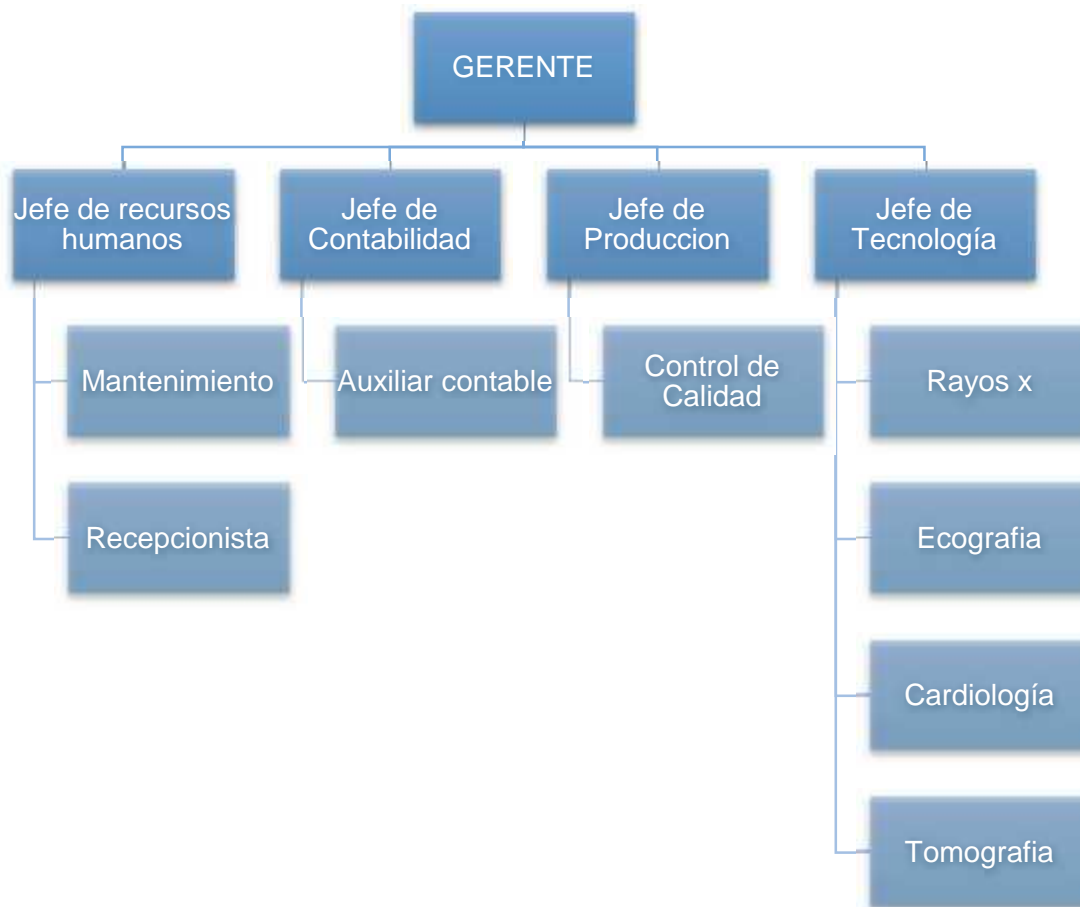 GERENTE
Jefe de recursos
humanos
Jefe de
Contabilidad
Jefe de
Produccion
Jefe de
Tecnología
Mantenimiento
Recepcionista
Auxiliar contable
Control de
Calidad
Rayos x
Ecografia
Cardiología
Tomografia